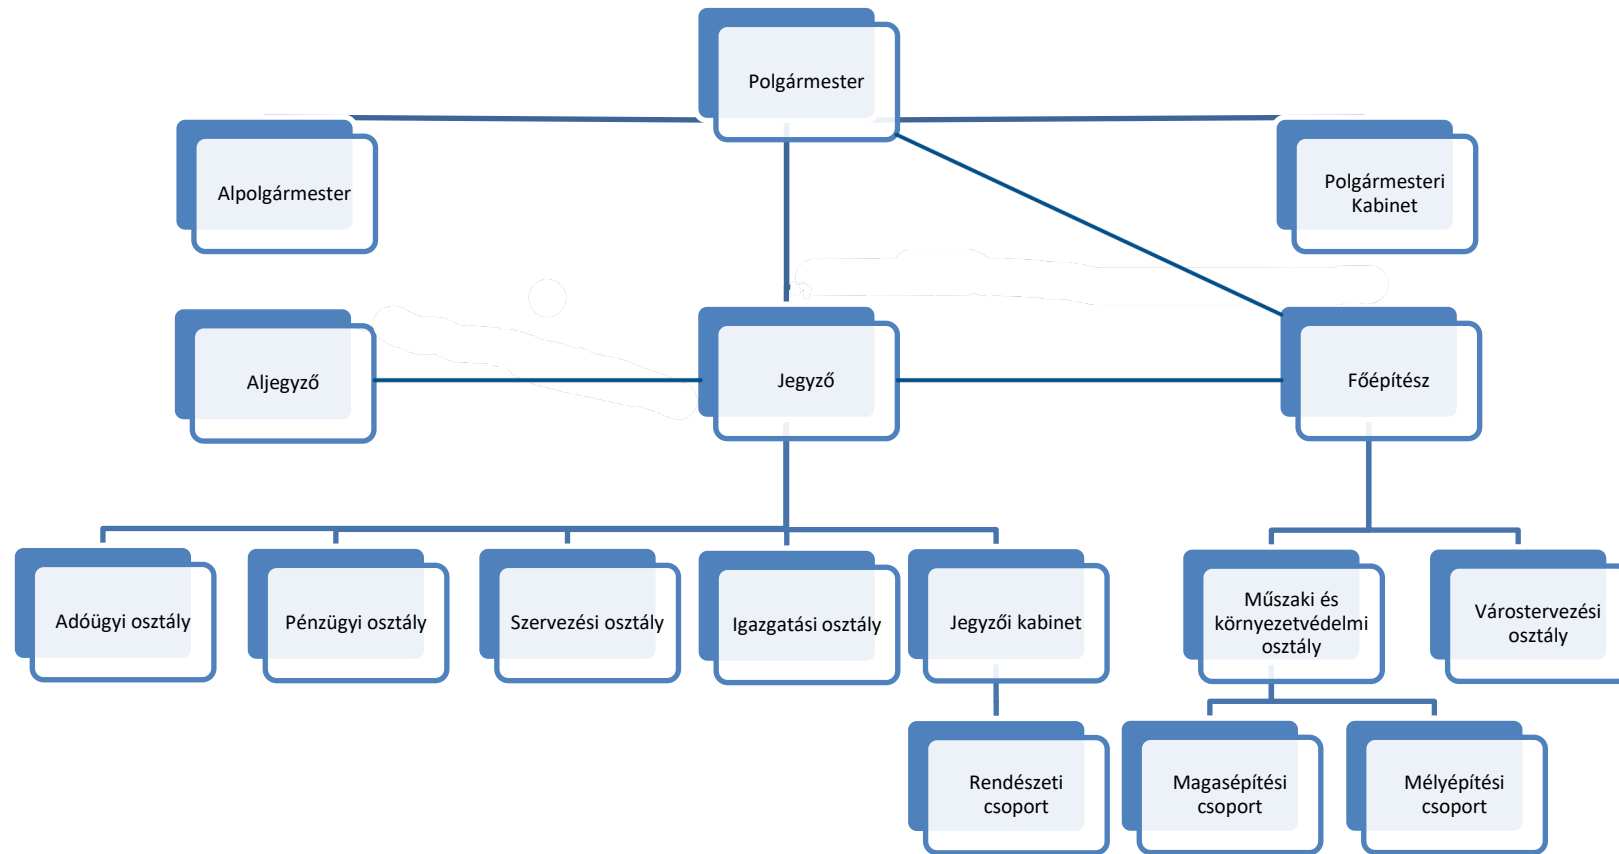 Polgármester
Alpolgármester
Polgármesteri
Kabinet
Aljegyző
Jegyző
Főépítész
Adóügyi osztály
Pénzügyi osztály
Szervezési osztály
Igazgatási osztály
Jegyzői kabinet
Műszaki és
környezetvédelmi
osztály
Várostervezési
osztály
Rendészeti
csoport
Magasépítési
csoport
Mélyépítési
csoport